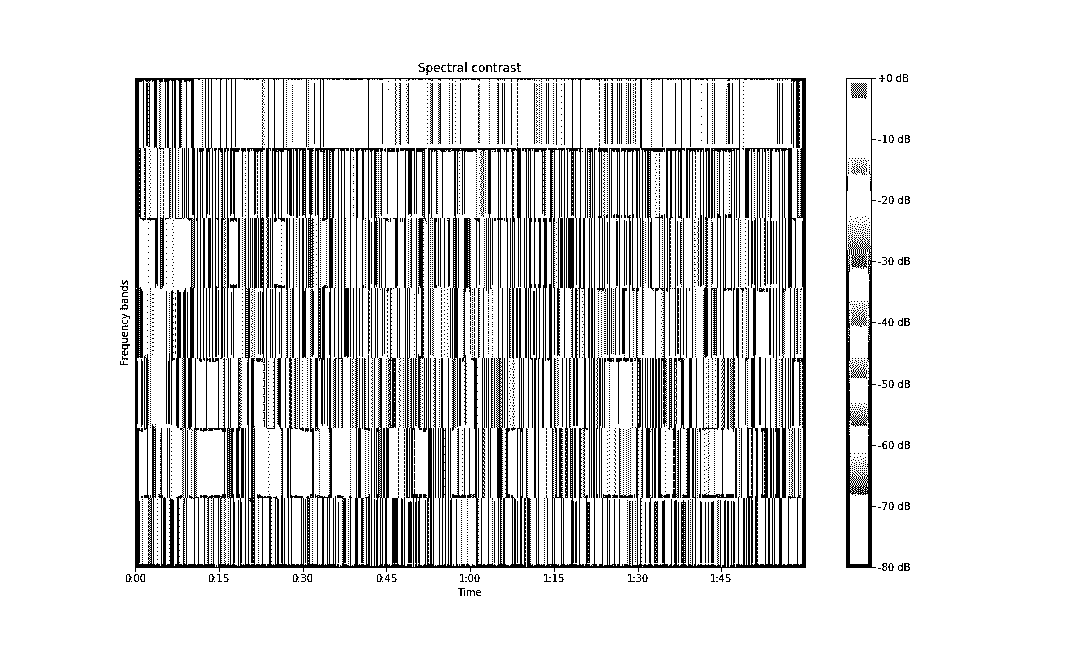 Spectral contrast
+0 dB
-10 dB
-20 dB
-30 dB
-40 dB
-50 dB
-60 dB
-70 dB
-80 dB
Frequency bands
0:00 0:15 0:30 0:45 1:00 1:15 1:30 1:45
Time